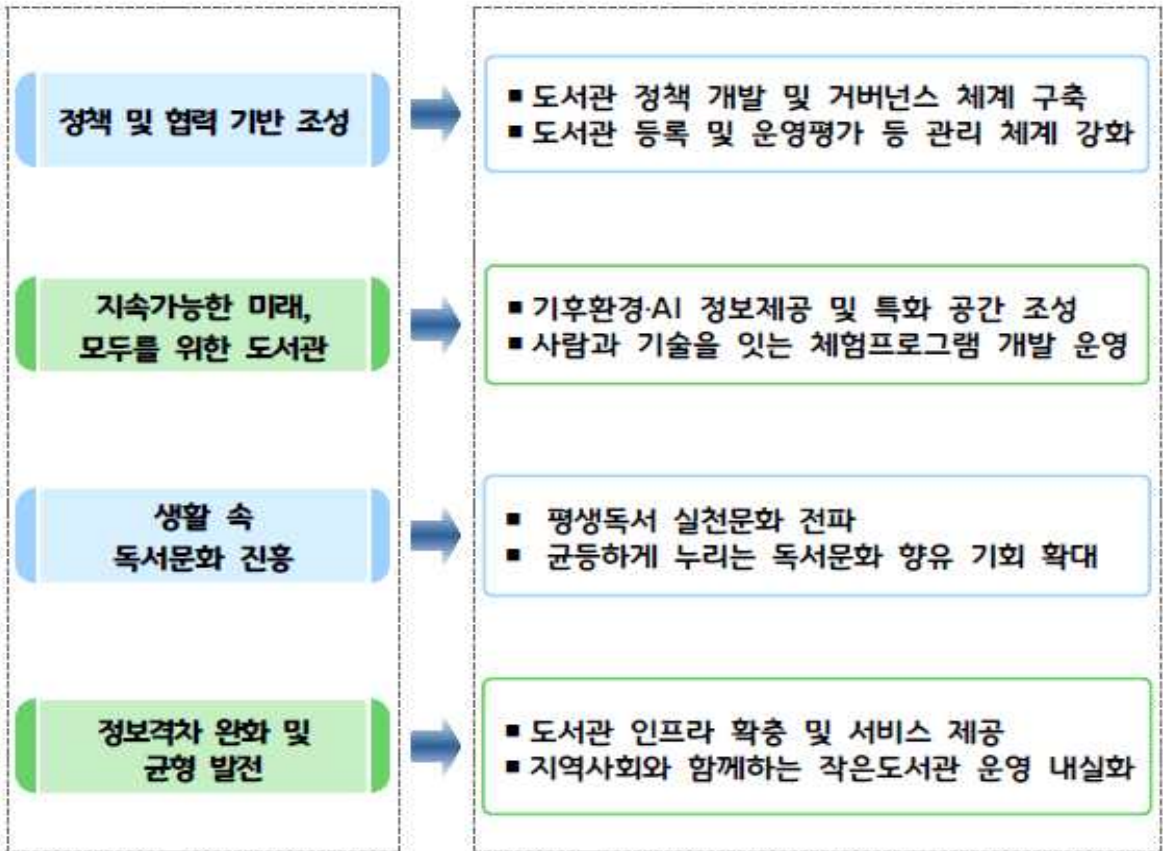 정책 및 협력 기반 조성
▪ 도서관 정책 개발 및 거버넌스 체계 구축
▪ 도서관 등록 및 운영평가 등 관리 체계 강화
지속가능한 미래,
모두를 위한 도서관
▪ 기후환경·AI 정보제공 및 특화 공간 조성
▪ 사람과 기술을 잇는 체험프로그램 개발 운영
생활 속
독서문화 진흥
▪ 평생독서 실천문화 전파
▪ 균등하게 누리는 독서문화 향유 기회 확대
정보격차 완화 및
균형 발전
▪ 도서관 인프라 확충 및 서비스 제공
▪ 지역사회와 함께하는 작은도서관 운영 내실화